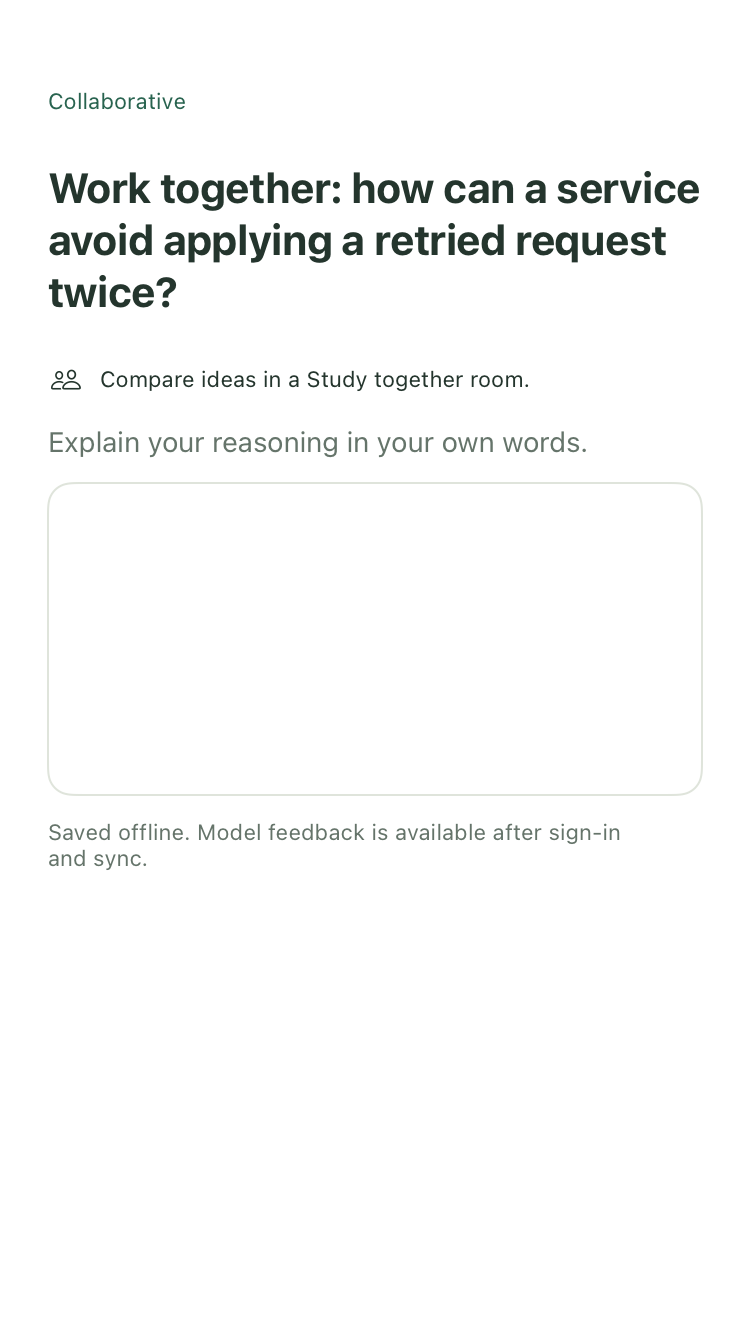 Collaborative
Work together: how can a service
avoid applying a retried request
twice?
Compare ideas in a Study together room.
Explain your reasoning in your own words.
Saved offline. Model feedback is available after sign-in
and sync.